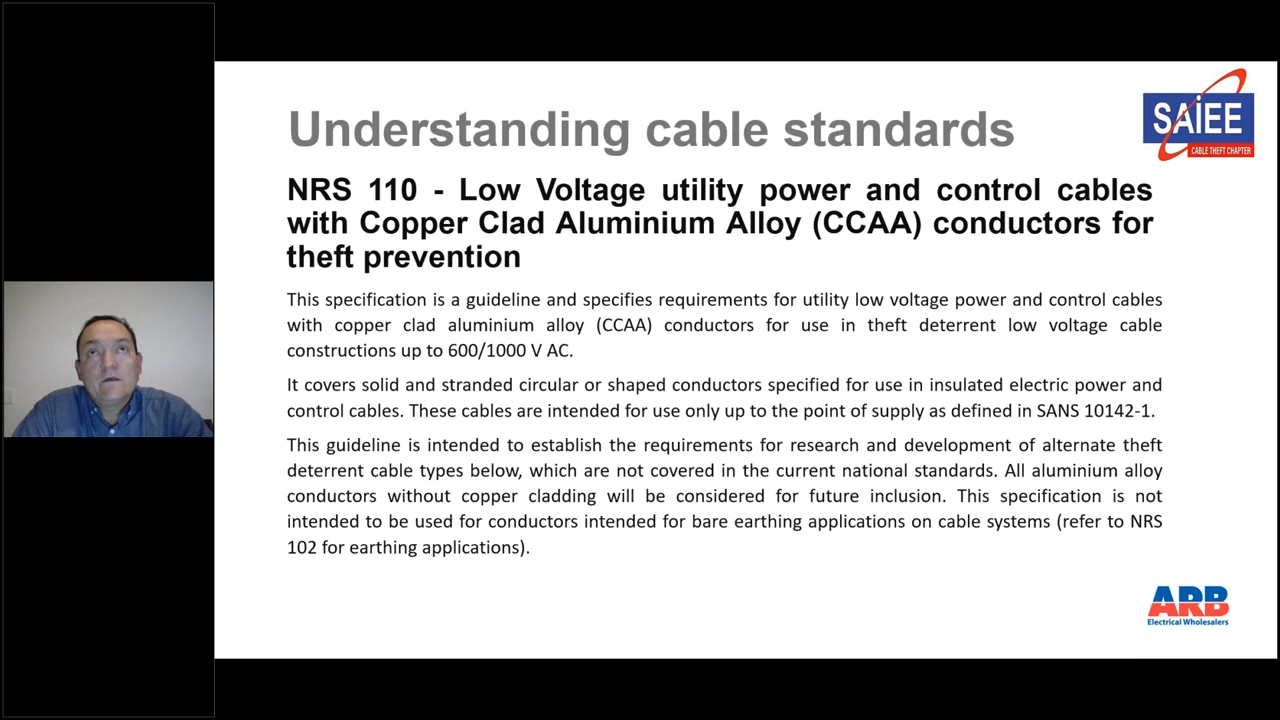 Understanding cable standards
SAiEE
CABLE THEFT CHAPTER
NRS 110 - Low Voltage utility power and control cables
with Copper Clad Aluminium Alloy (CCAA) conductors for
theft prevention
This specification is a guideline and specifies requirements for utility low voltage power and control cables
with copper clad aluminium alloy (CCAA) conductors for use in theft deterrent low voltage cable
constructions up to 600/1000 V AC.
It covers solid and stranded circular or shaped conductors specified for use in insulated electric power and
control cables. These cables are intended for use only up to the point of supply as defined in SANS 10142-1.
This guideline is intended to establish the requirements for research and development of alternate theft
deterrent cable types below, which are not covered in the current national standards. All aluminium alloy
conductors without copper cladding will be considered for future inclusion. This specification is not
intended to be used for conductors intended for bare earthing applications on cable systems (refer to NRS
102 for earthing applications).
ARB
Electrical Wholesalers